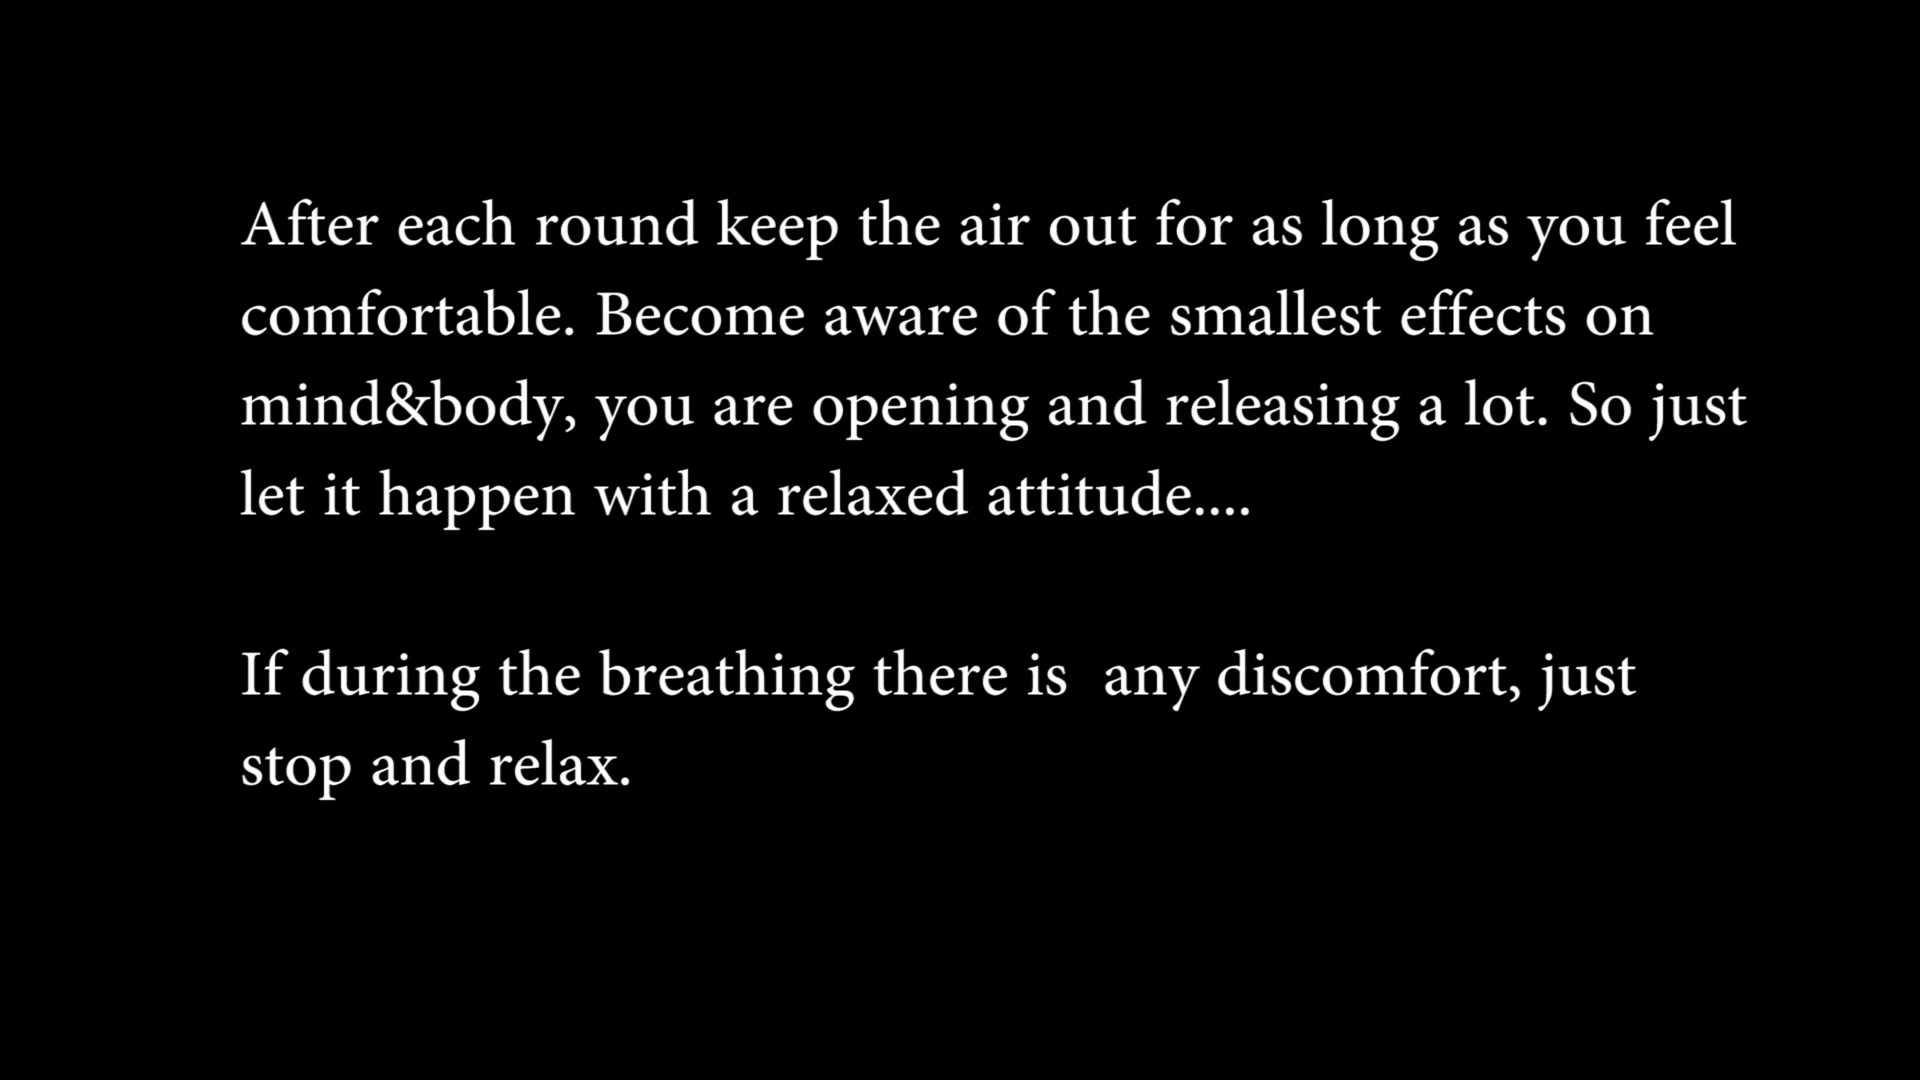 After each round keep the air out for as long as you feel
comfortable. Become aware of the smallest effects on
mind&body, you are opening and releasing a lot. So just
let it happen with a relaxed attitude....
If during the breathing there is  any discomfort, just
stop and relax.